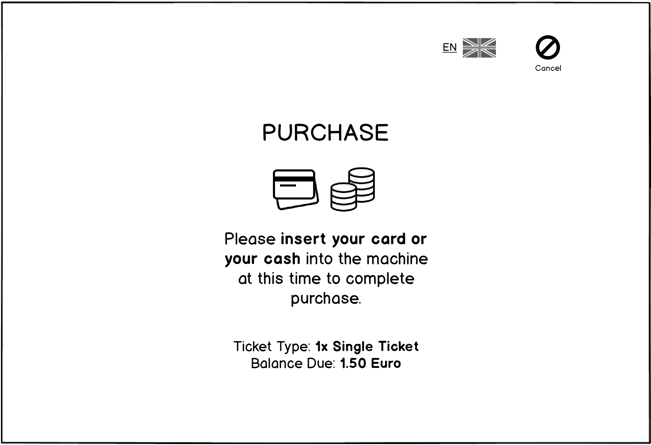 EN
Cancel
PURCHASE
Please insert your card or
your cash into the machine
at this time to complete
purchase.
Ticket Type: 1x Single Ticket
Balance Due: 1.50 Euro